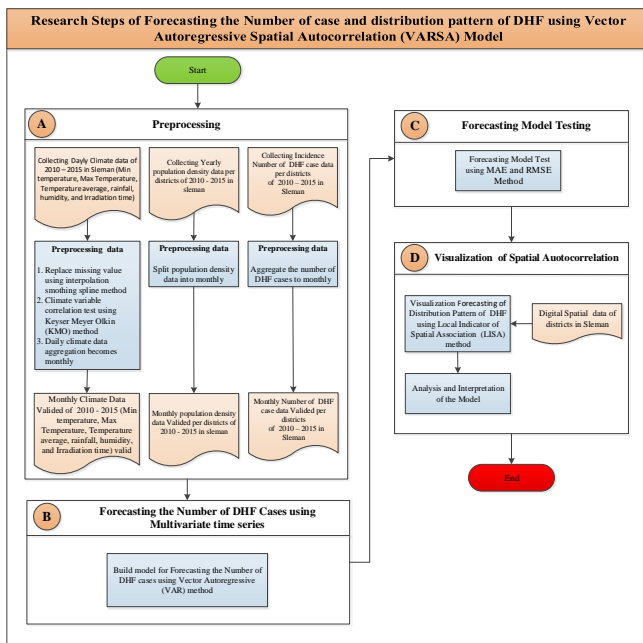 Research Steps of Forecasting the Number of case and distribution pattern of DHF using Vector
Autoregressive Spatial Autocorrelation (VARSA) Model
Start
A
Preprocessing
Collecting Dayly Climate data of
2010 – 2015 in Sleman (Min
temperature, Max Temperature,
Temperature average, rainfall,
humidity, and Irradiation time)
Collecting Yearly
population density data per
districts of 2010 - 2015 in
sleman
Collecting Incidence
Number of DHF case data
per districts
of 2010 – 2015 in
Sleman
Preprocessing data
1. Replace missing value
using interpolation
smothing spline method
2. Climate variable
correlation test using
Keyser Meyer Olkin
(KMO) method
3. Daily climate data
aggregation becomes
monthly
Preprocessing data
Split population density
data into monthly
Preprocessing data
Aggregate the number of
DHF cases to monthly
Monthly Climate Data
Valided of 2010 - 2015 (Min
temperature, Max
Temperature, Temperature
average, rainfall, humidity,
and Irradiation time) valid
Monthly population density
data Valided per districts of
2010 - 2015 in sleman
Monthly Number of DHF
case data Valided per
districts
of 2010 – 2015 in
Sleman
B
Forecasting the Number of DHF Cases using
Multivariate time series
Build model for Forecasting the Number of
DHF cases using Vector Autoregressive
(VAR) method
C
Forecasting Model Testing
Forecasting Model Test
using MAE and RMSE
Method
D
Visualization of Spatial Auotocorrelation
Visualization Forecasting of
Distribution Pattern of DHF
using Local Indicator of
Spatial Association (LISA)
method
Digital Spatial data of
districts in Sleman
Analysis and Interpretation
of the Model
End